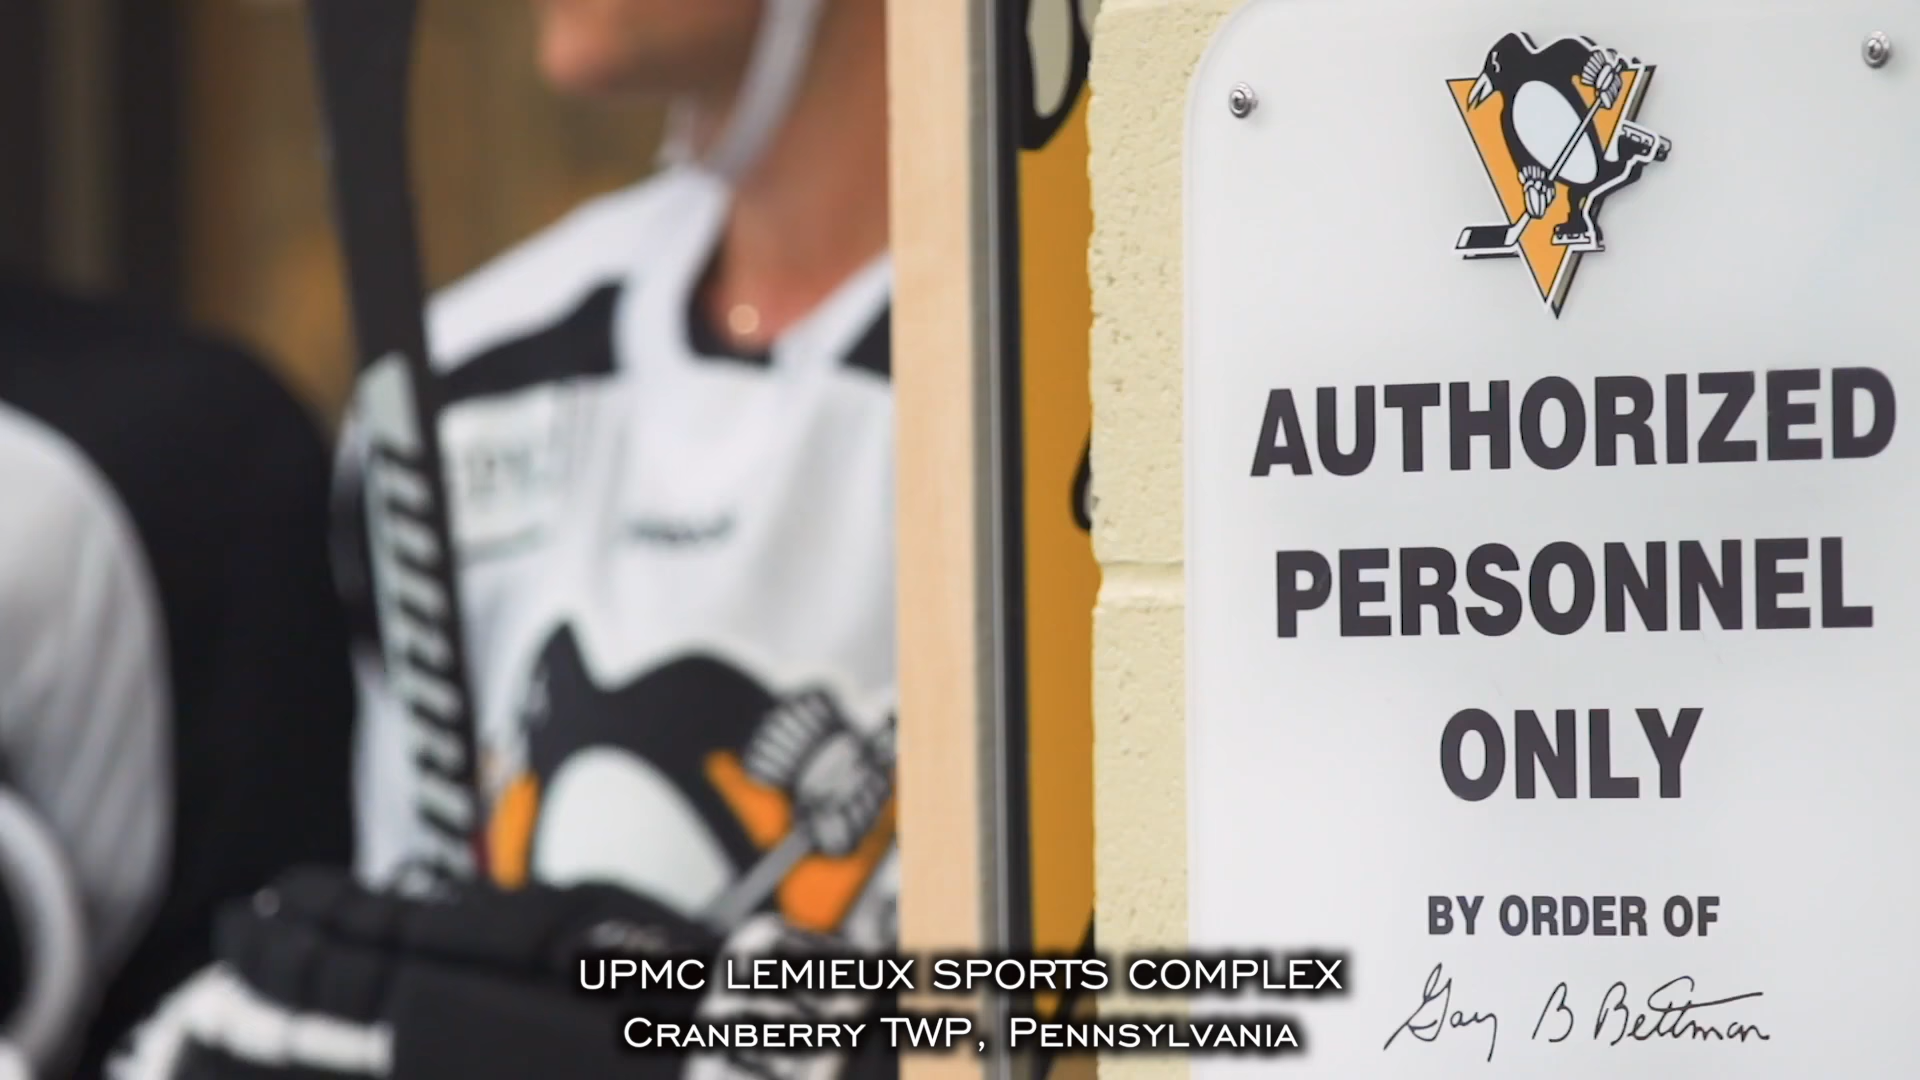 AUTHORIZED
PERSONNEL
ONLY
BY ORDER OF
Gary B Bettman
UPMC LEMIEUX SPORTS COMPLEX
CRANBERRY TWP, PENNSYLVANIA